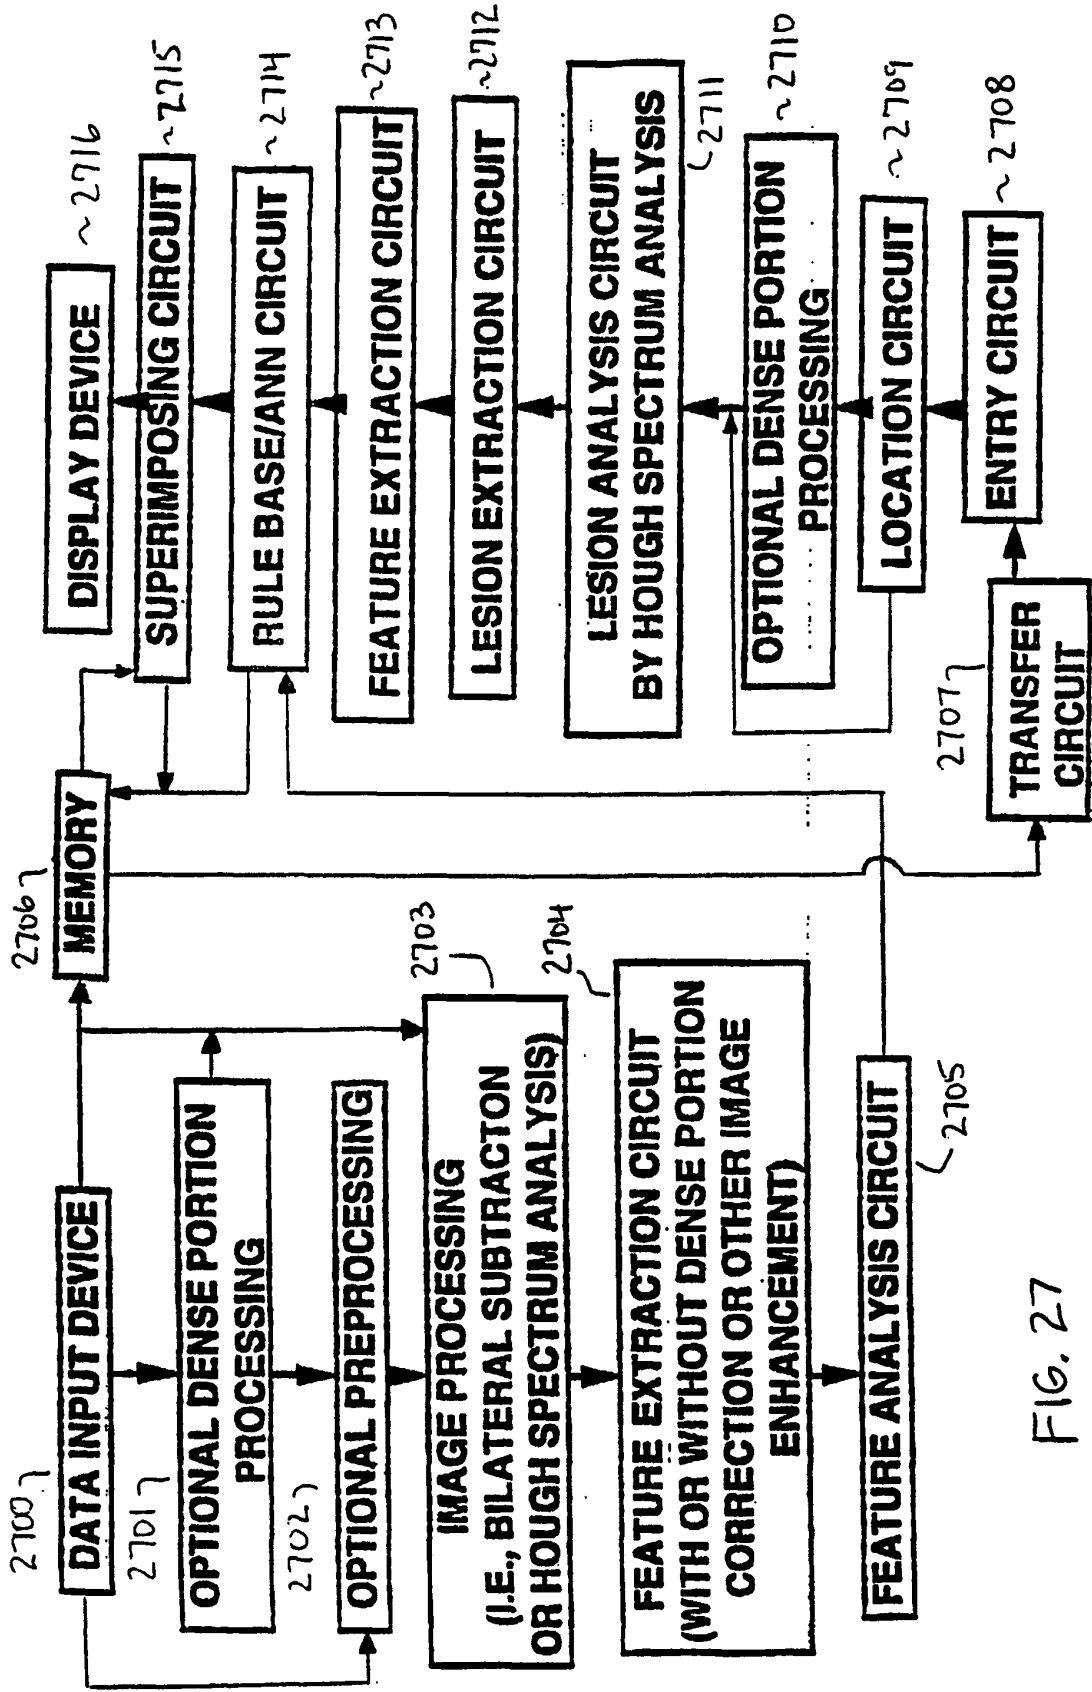 2700
DATA INPUT DEVICE
2701
OPTIONAL DENSE PORTION
PROCESSING
2702
OPTIONAL PREPROCESSING
IMAGE PROCESSING
(I.E., BILATERAL SUBTRACTON
OR HOUGH SPECTRUM ANALYSIS)
2703
FEATURE EXTRACTION CIRCUIT
(WITH OR WITHOUT DENSE PORTION
CORRECTION OR OTHER IMAGE
ENHANCEMENT)
2704
FEATURE ANALYSIS CIRCUIT
2705
2706
MEMORY
DISPLAY DEVICE
~2716
SUPERIMPOSING CIRCUIT
~2715
RULE BASE/ANN CIRCUIT
~2714
FEATURE EXTRACTION CIRCUIT
~2713
LESION EXTRACTION CIRCUIT
~2712
LESION ANALYSIS CIRCUIT
BY HOUGH SPECTRUM ANALYSIS
2711
OPTIONAL DENSE PORTION
PROCESSING
~2710
LOCATION CIRCUIT
~2709
2707
TRANSFER
CIRCUIT
ENTRY CIRCUIT
~2708
FIG. 27